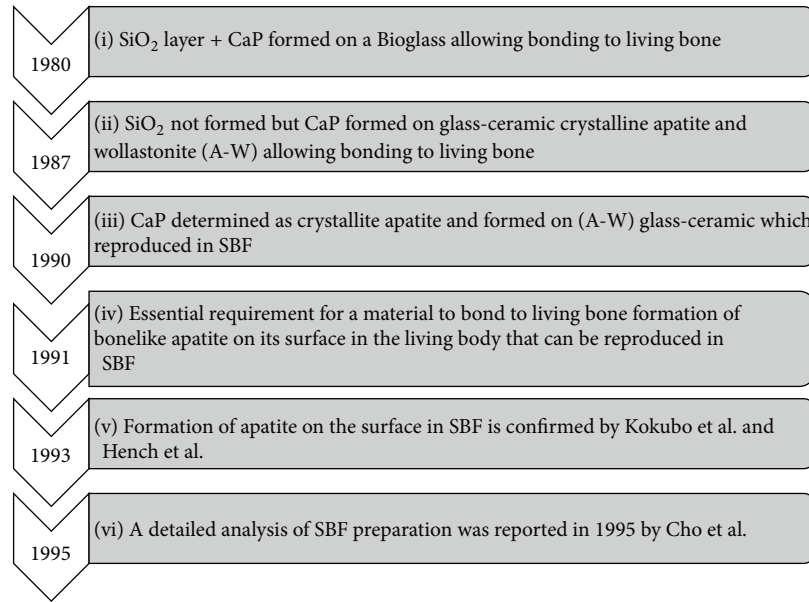 1980
(i) SiO₂ layer + CaP formed on a Bioglass allowing bonding to living bone
1987
(ii) SiO₂ not formed but CaP formed on glass-ceramic crystalline apatite and
wollastonite (A-W) allowing bonding to living bone
1990
(iii) CaP determined as crystallite apatite and formed on (A-W) glass-ceramic which
reproduced in SBF
1991
(iv) Essential requirement for a material to bond to living bone formation of
bonelike apatite on its surface in the living body that can be reproduced in
SBF
1993
(v) Formation of apatite on the surface in SBF is confirmed by Kokubo et al. and
Hench et al.
1995
(vi) A detailed analysis of SBF preparation was reported in 1995 by Cho et al.